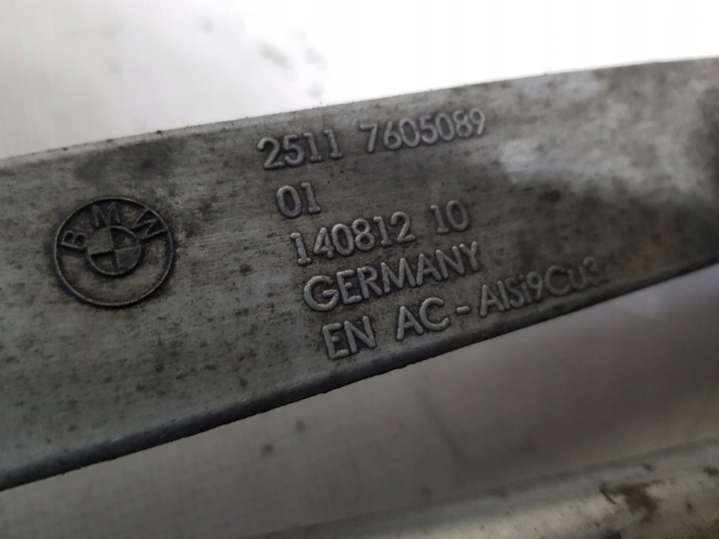 BMW
2511 7605089
01
140812 10
GERMANY
EN AC-AlSi9Cu3